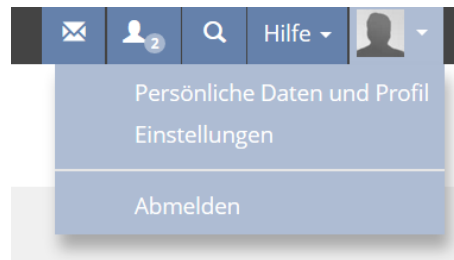 2
Hilfe
Persönliche Daten und Profil
Einstellungen
Abmelden